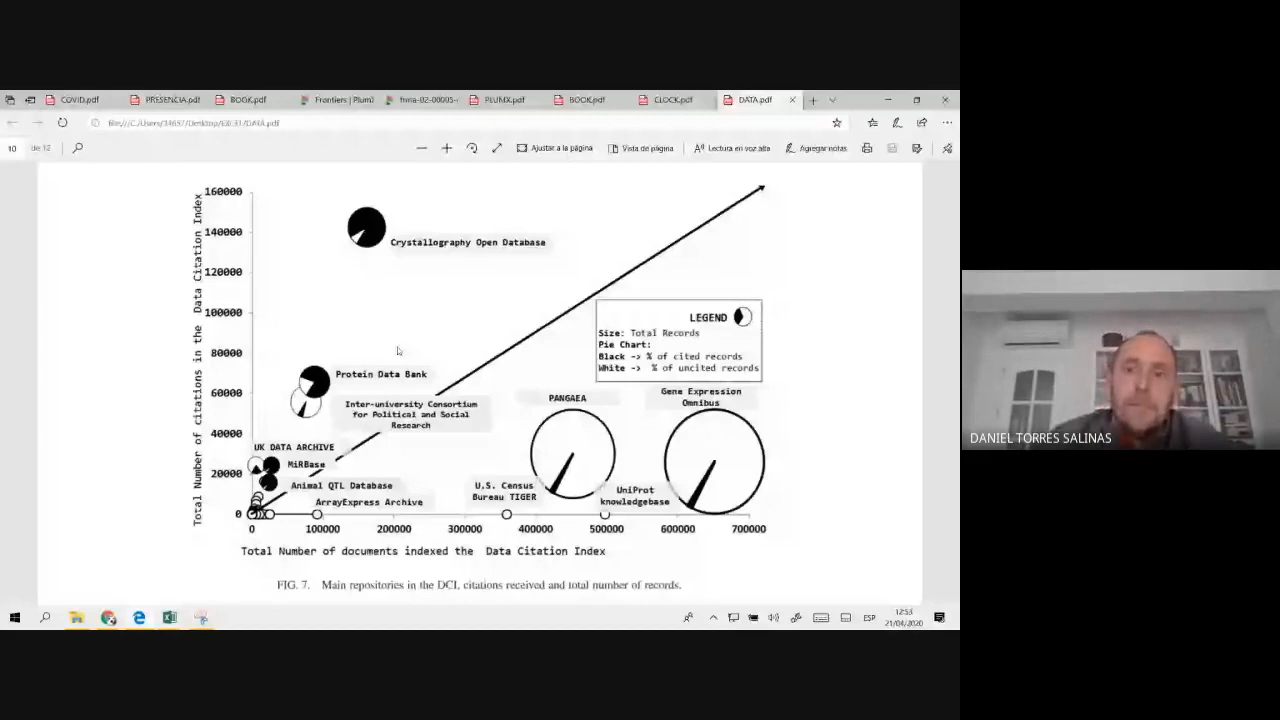 COVID.pdf
PRESENCIA.pdf
BOOK.pdf
Frontiers | PlumX
PLUMX.pdf
BOOK.pdf
CLOCK.pdf
DATA.pdf
10 de 12
Ajustar a la página
Vista de página
Lectura en voz alta
Agregar notas
Total Number of citations in the Data Citation Index
160000
140000
120000
100000
80000
60000
40000
20000
0
Crystallography Open Database
LEGEND
Size: Total Records
Pie Chart:
Black -> % of cited records
White -> % of uncited records
Protein Data Bank
Inter-university Consortium
for Political and Social
Research
PANGAEA
Gene Expression
Omnibus
UK DATA ARCHIVE
MiRBase
Animal QTL Database
ArrayExpress Archive
U.S. Census
Bureau TIGER
UniProt
knowledgebase
0 100000 200000 300000 400000 500000 600000 700000
Total Number of documents indexed the Data Citation Index
FIG. 7. Main repositories in the DCI, citations received and total number of records.
ESP
12:53
21/04/2020
DANIEL TORRES SALINAS